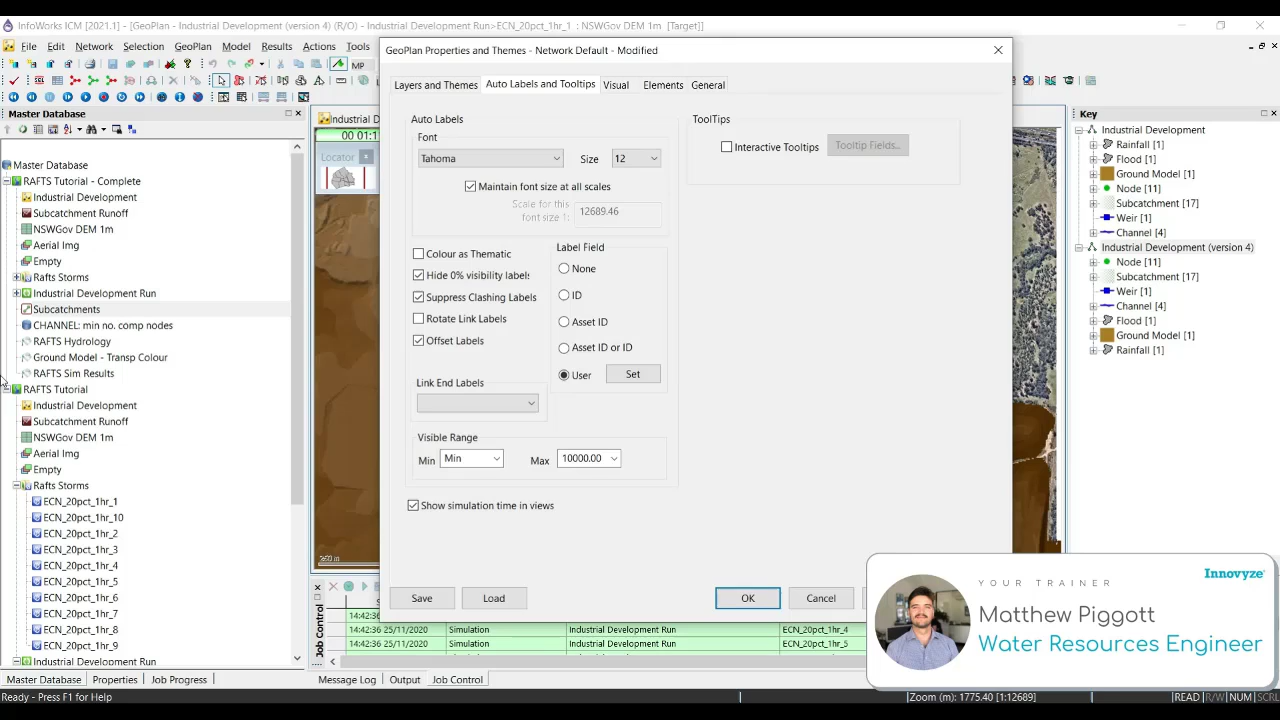 InfoWorks ICM [2021.1] - [GeoPlan - Industrial Development (version 4) (R/O) - Industrial Development Run>ECN_20pct_1hr_1 : NSWGov DEM 1m [Target]]
File Edit Network Selection GeoPlan Model Results Actions Tools
GeoPlan Properties and Themes - Network Default - Modified
MP
Layers and Themes Auto Labels and Tooltips Visual Elements General
Master Database
Industrial D
Key
00 01:1
Locator
Auto Labels
Font
Tahoma Size 12
Maintain font size at all scales
Scale for this
font size 1: 12689.46
Colour as Thematic
Hide 0% visibility labels
Suppress Clashing Labels
Rotate Link Labels
Offset Labels
Label Field
None
ID
Asset ID
Asset ID or ID
User Set
Link End Labels
Visible Range
Min Min Max 10000.00
Show simulation time in views
ToolTips
Interactive Tooltips Tooltip Fields..
Save Load OK Cancel
Master Database
RAFTS Tutorial - Complete
Industrial Development
Subcatchment Runoff
NSWGov DEM 1m
Aerial Img
Empty
Rafts Storms
Industrial Development Run
Subcatchments
CHANNEL: min no. comp nodes
RAFTS Hydrology
Ground Model - Transp Colour
RAFTS Sim Results
RAFTS Tutorial
Industrial Development
Subcatchment Runoff
NSWGov DEM 1m
Aerial Img
Empty
Rafts Storms
ECN_20pct_1hr_1
ECN_20pct_1hr_10
ECN_20pct_1hr_2
ECN_20pct_1hr_3
ECN_20pct_1hr_4
ECN_20pct_1hr_5
ECN_20pct_1hr_6
ECN_20pct_1hr_7
ECN_20pct_1hr_8
ECN_20pct_1hr_9
Industrial Development Run
Industrial Development
Rainfall [1]
Flood [1]
Ground Model [1]
Node [11]
Subcatchment [17]
Weir [1]
Channel [4]
Industrial Development (version 4)
Node [11]
Subcatchment [17]
Weir [1]
Channel [4]
Flood [1]
Ground Model [1]
Rainfall [1]
Job Control
14:42:36 25/11/2020 Simulation Industrial Development Run ECN_20pct_1hr_4
14:42:36 25/11/2020 Simulation Industrial Development Run ECN_20pct_1hr_5
YOUR TRAINER
Innovyze
Matthew Piggott
Water Resources Engineer
Master Database Properties Job Progress Message Log Output Job Control
Ready - Press F1 for Help Zoom (m): 1775.40 [1:12689] READ R/W NUM SCRL